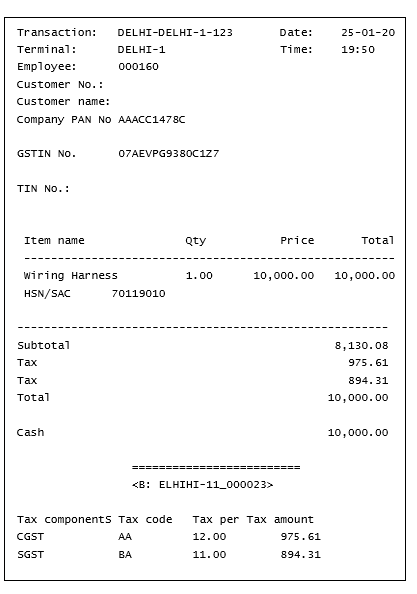 Transaction: DELHI-DELHI-1-123 Date: 25-01-20
Terminal: DELHI-1 Time: 19:50
Employee: 000160
Customer No.:
Customer name:
Company PAN No AAACC1478C
GSTIN No. 07AEVPG9380C1Z7
TIN No.:
Item name Qty Price Total
----------------------------------------------------
Wiring Harness 1.00 10,000.00 10,000.00
HSN/SAC 70119010
----------------------------------------------------
Subtotal 8,130.08
Tax 975.61
Tax 894.31
Total 10,000.00
Cash 10,000.00
=========================
<B: ELHIHI-11_000023>
Tax components Tax code Tax per Tax amount
CGST AA 12.00 975.61
SGST BA 11.00 894.31